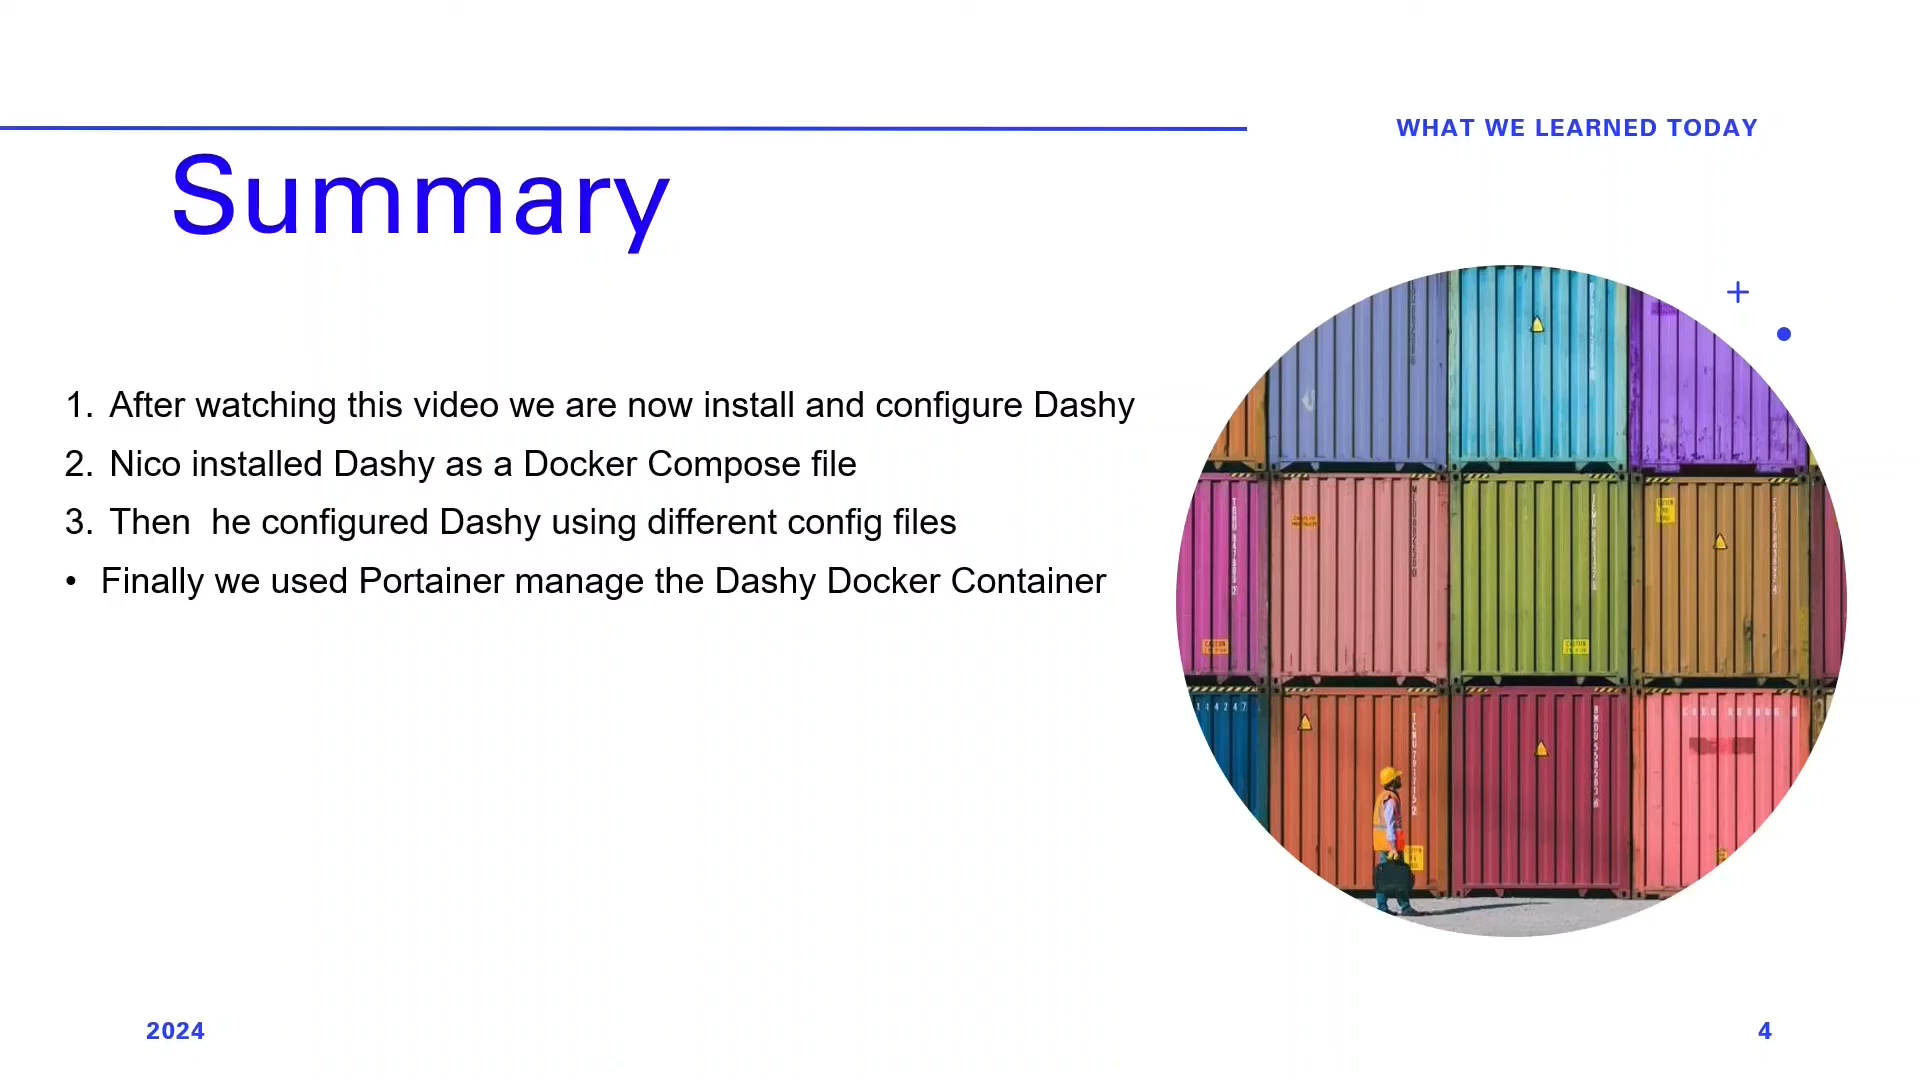 WHAT WE LEARNED TODAY
Summary
1. After watching this video we are now install and configure Dashy
2. Nico installed Dashy as a Docker Compose file
3. Then  he configured Dashy using different config files
• Finally we used Portainer manage the Dashy Docker Container
2024
4